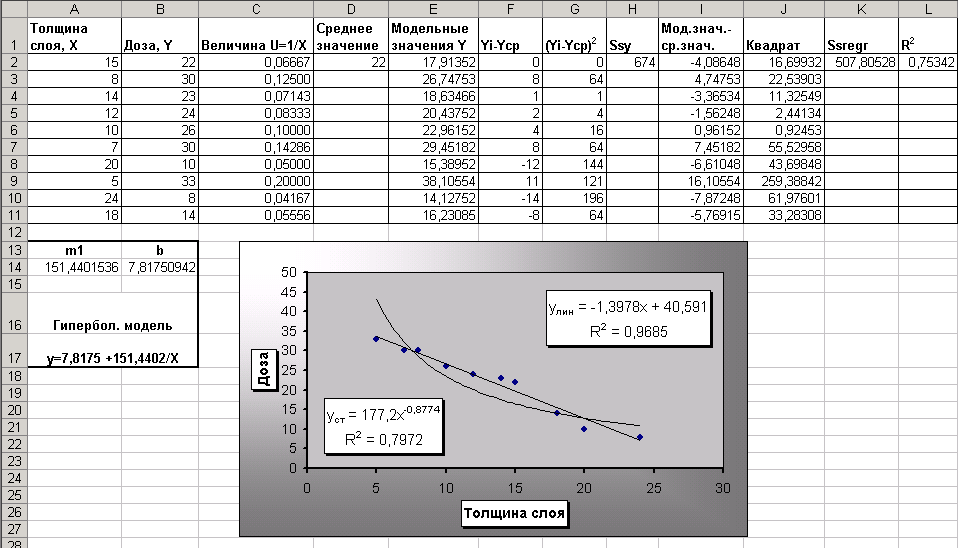 A B C D E F G H I J K L
1 Толщина слоя, X Доза, Y Величина U=1/X Среднее значение Модельные значения Y Yi-Yср (Yi-Yср)2 Ssy Мод.знач.-ср.знач. Квадрат Ssregr R2
2 15 22 0,06667 22 17,91352 0 0 674 -4,08648 16,69932 507,80528 0,75342
3 8 30 0,12500 26,74753 8 64 4,74753 22,53903
4 14 23 0,07143 18,63466 1 1 -3,36534 11,32549
5 12 24 0,08333 20,43752 2 4 -1,56248 2,44134
6 10 26 0,10000 22,96152 4 16 0,96152 0,92453
7 7 30 0,14286 29,45182 8 64 7,45182 55,52958
8 20 10 0,05000 15,38952 -12 144 -6,61048 43,69848
9 5 33 0,20000 38,10554 11 121 16,10554 259,38842
10 24 8 0,04167 14,12752 -14 196 -7,87248 61,97601
11 18 14 0,05556 16,23085 -8 64 -5,76915 33,28308
12
13 m1 b
14 151,4401536 7,81750942
15
16 Гипербол. модель
17 y=7,8175 +151,4402/X
18
19
20
21
22
23
24
25
26
27
28
50
45
40
35
30
25
20
15
10
5
0
0 5 10 15 20 25 30
Доза
Толщина слоя
yлин = -1,3978x + 40,591
R2 = 0,9685
yст = 177,2x-0,8774
R2 = 0,7972